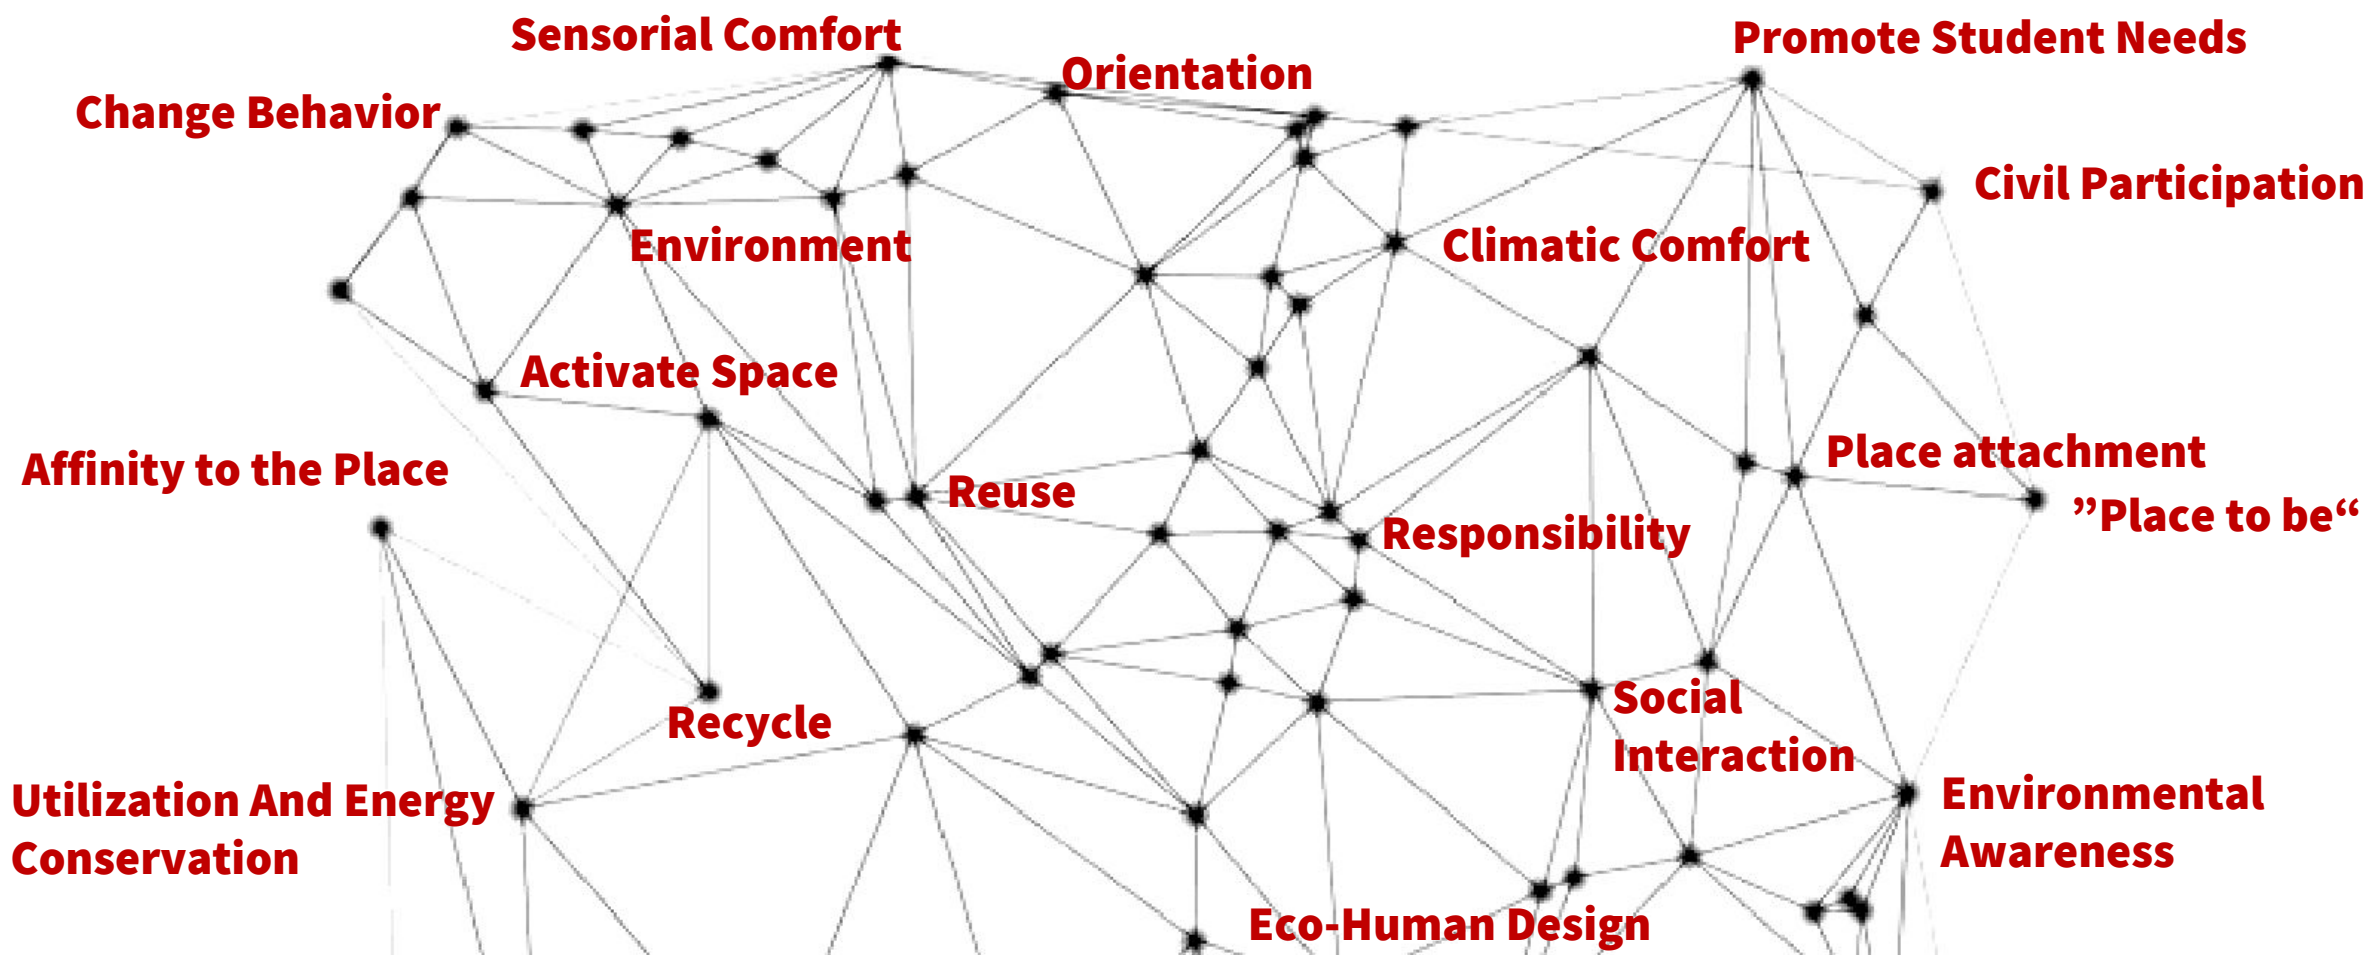 Sensorial Comfort
Promote Student Needs
Orientation
Change Behavior
Civil Participation
Environment
Climatic Comfort
Activate Space
Place attachment
Affinity to the Place
Reuse
”Place to be“
Responsibility
Social
Interaction
Recycle
Utilization And Energy
Conservation
Environmental
Awareness
Eco-Human Design